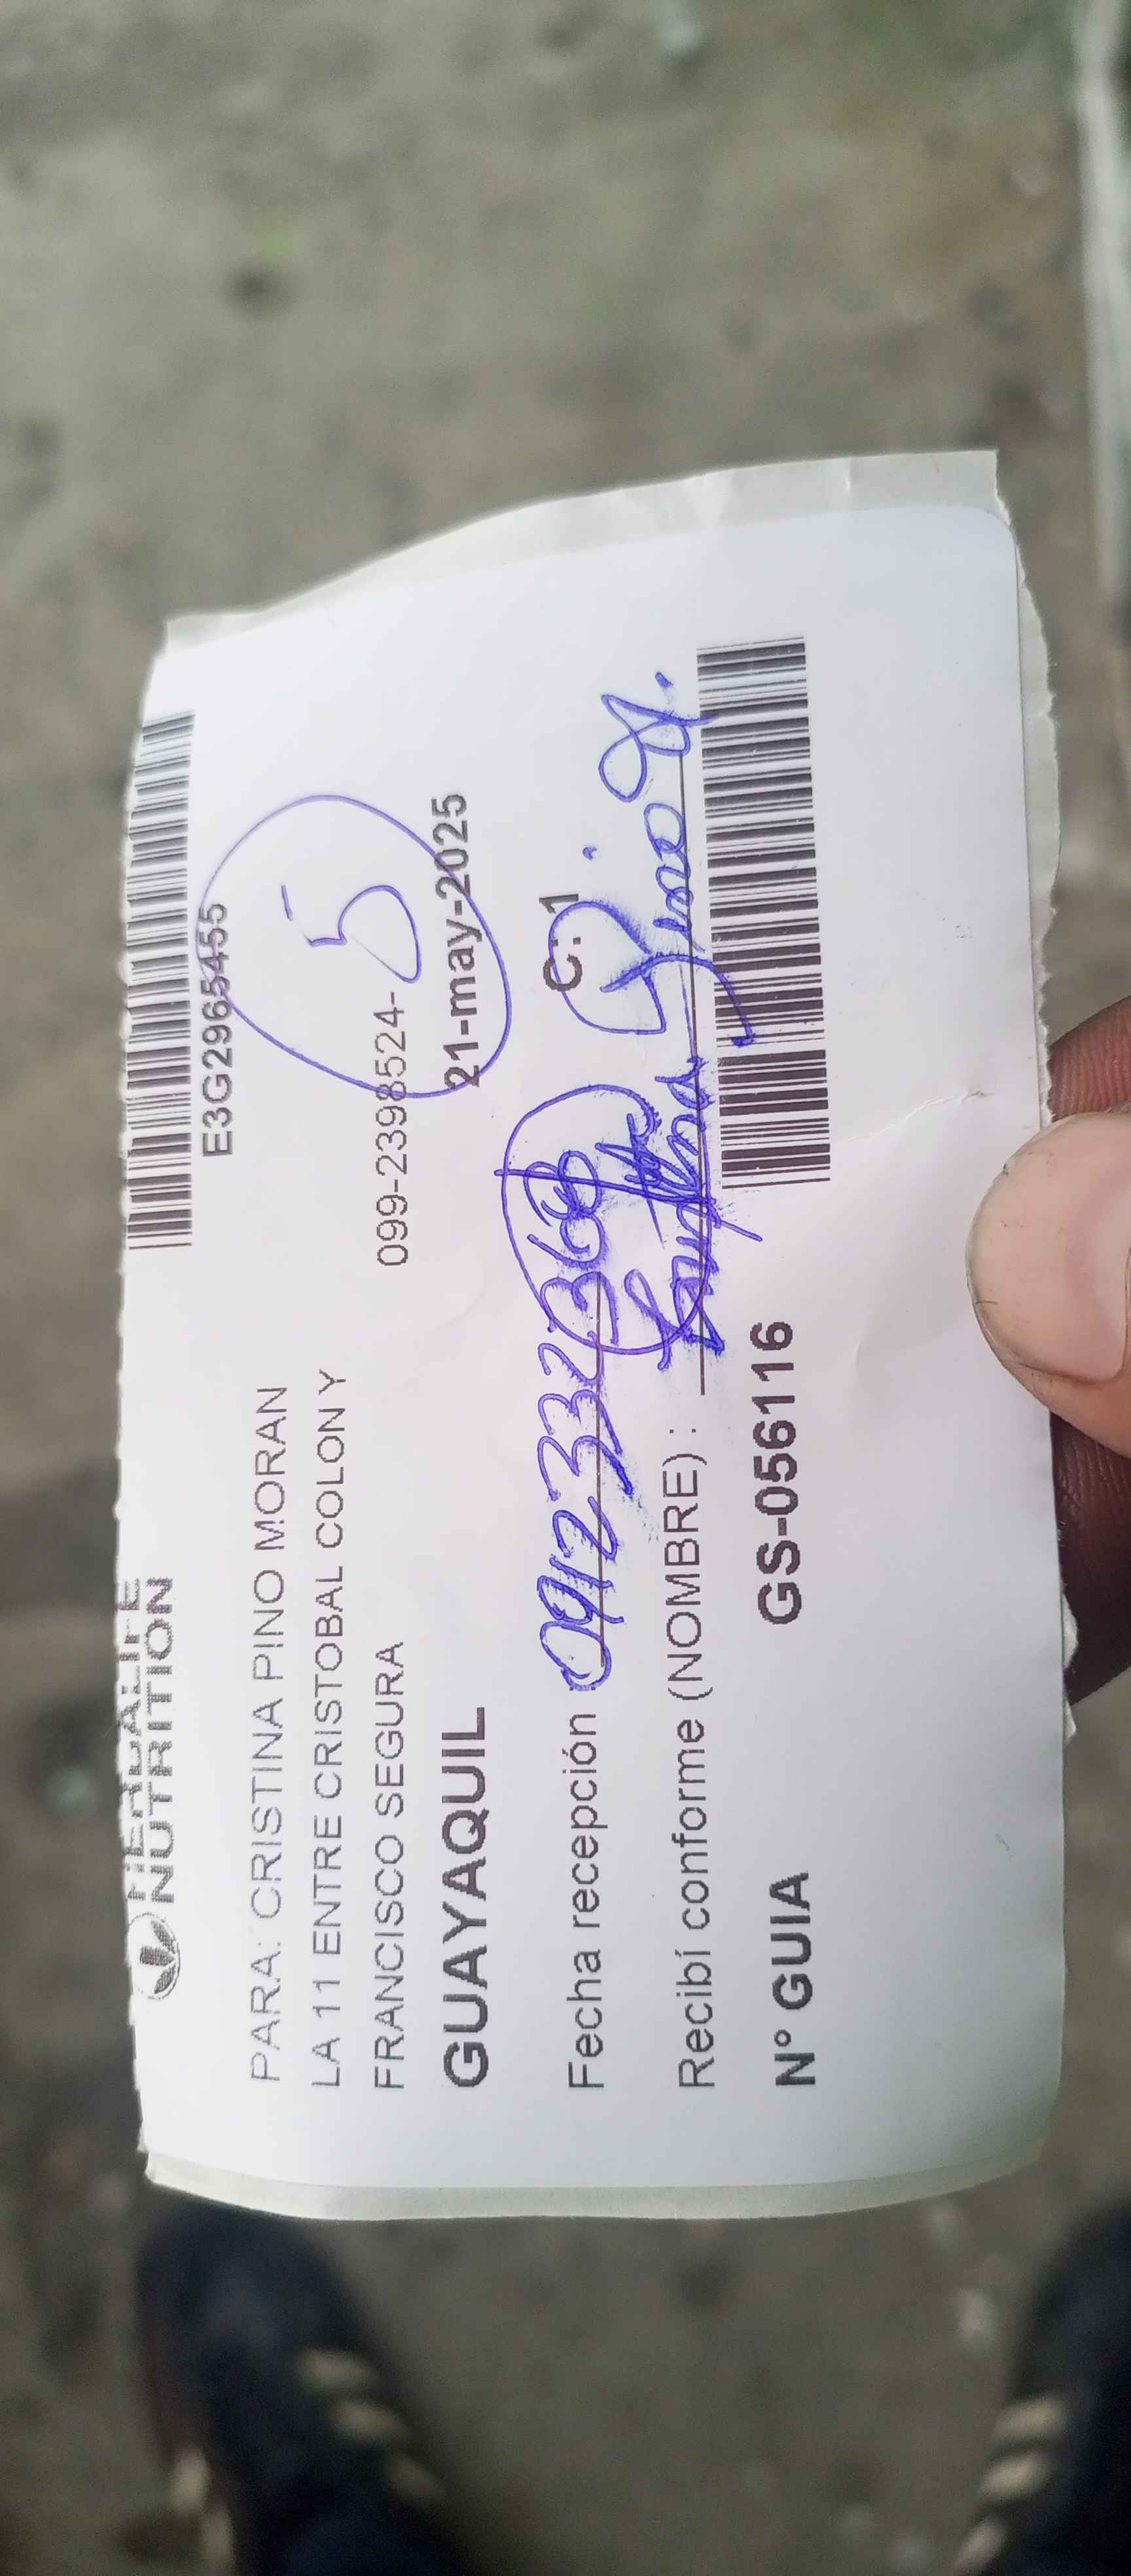 HERBALIFE
NUTRITION
E3G2965455
PARA: CRISTINA PINO MORAN
LA 11 ENTRE CRISTOBAL COLON Y
FRANCISCO SEGURA
099-2398524-
5
GUAYAQUIL
21-may-2025
C:1
Fecha recepción
Recibí conforme (NOMBRE) :
Pino
N° GUIA
GS-056116